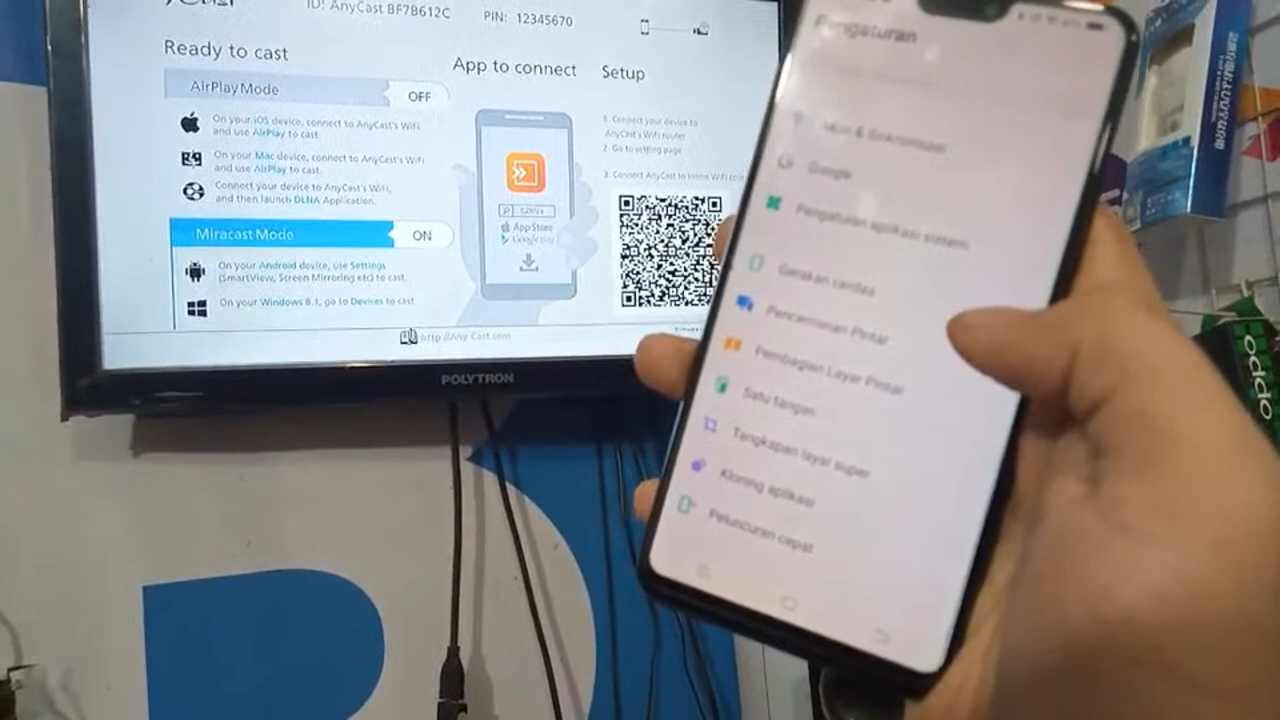 ID: AnyCast BF78612C
PIN: 12345670
Ready to cast
AirPlay Mode
OFF
On your iOS device, connect to AnyCast's WiFi
and use AirPlay to cast
On your Mac device, connect to AnyCast's WiFi
and use AirPlay to cast.
Connect your device to AnyCast's WiFi,
and then launch DLNA Application.
Miracast Mode
ON
On your Android device, use Settings
(SmartView, Screen Mirroring etc) to cast.
On your Windows 8.1, go to Devices to cast
App to connect
App Store
Google play
Setup
1. Connect your device to
AnyCast's WiFi router
2. Go to setting page
3. Connect AnyCast to Home WiFi
http://Any-Cast.com
POLYTRON
Pengaturan
Akun & Sinkronisasi
Google
Pengaturan aplikasi sistem
Gerakan cerdas
Pencerminan Pintar
Pembagian Layar Pintar
Satu tangan
Tangkapan layar super
Kloning aplikasi
Peluncuran cepat
oddo